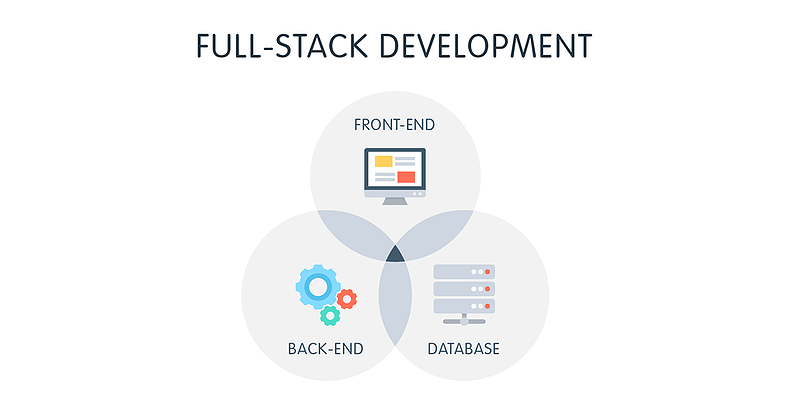 FULL-STACK DEVELOPMENT
FRONT-END
BACK-END
DATABASE